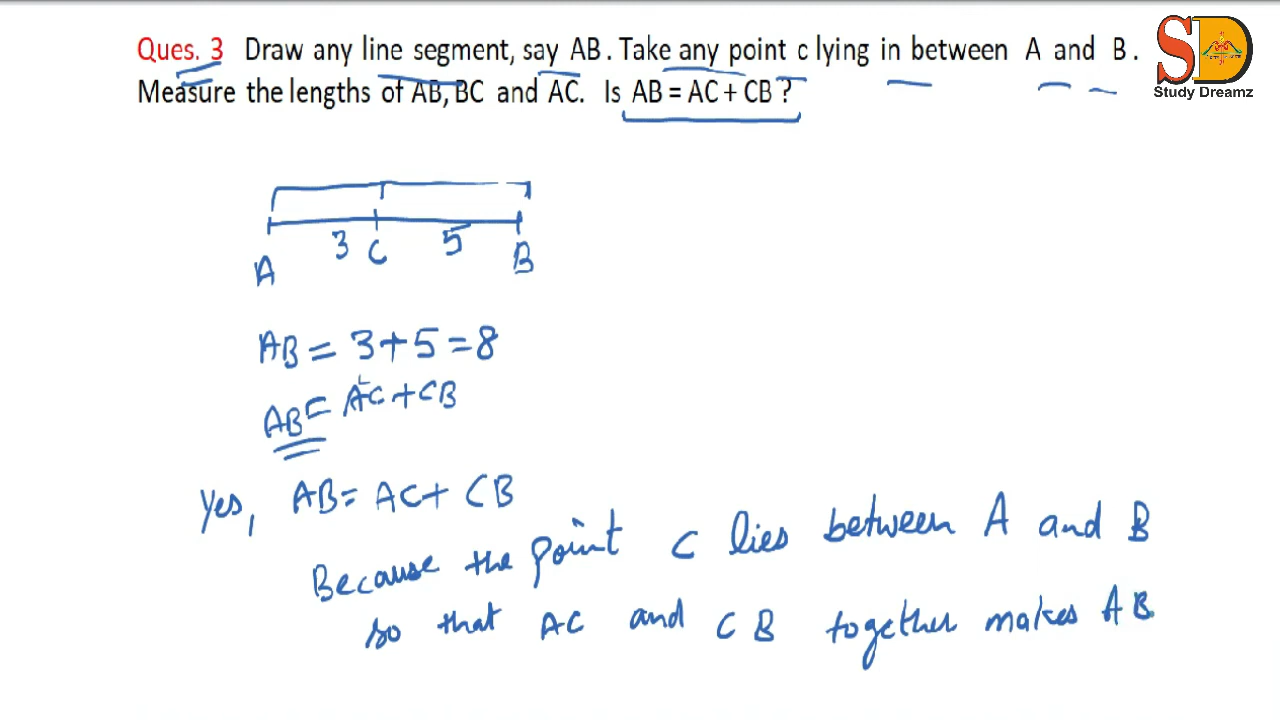 Ques. 3 Draw any line segment, say AB. Take any point c lying in between A and B.
Measure the lengths of AB, BC and AC. Is AB = AC + CB ?
SD
Study Dreamz
3 C 5
A B
AB = 3+5 = 8
AB = AC + CB
Yes, AB = AC + CB
Because the point C lies between A and B
so that AC and CB together makes AB